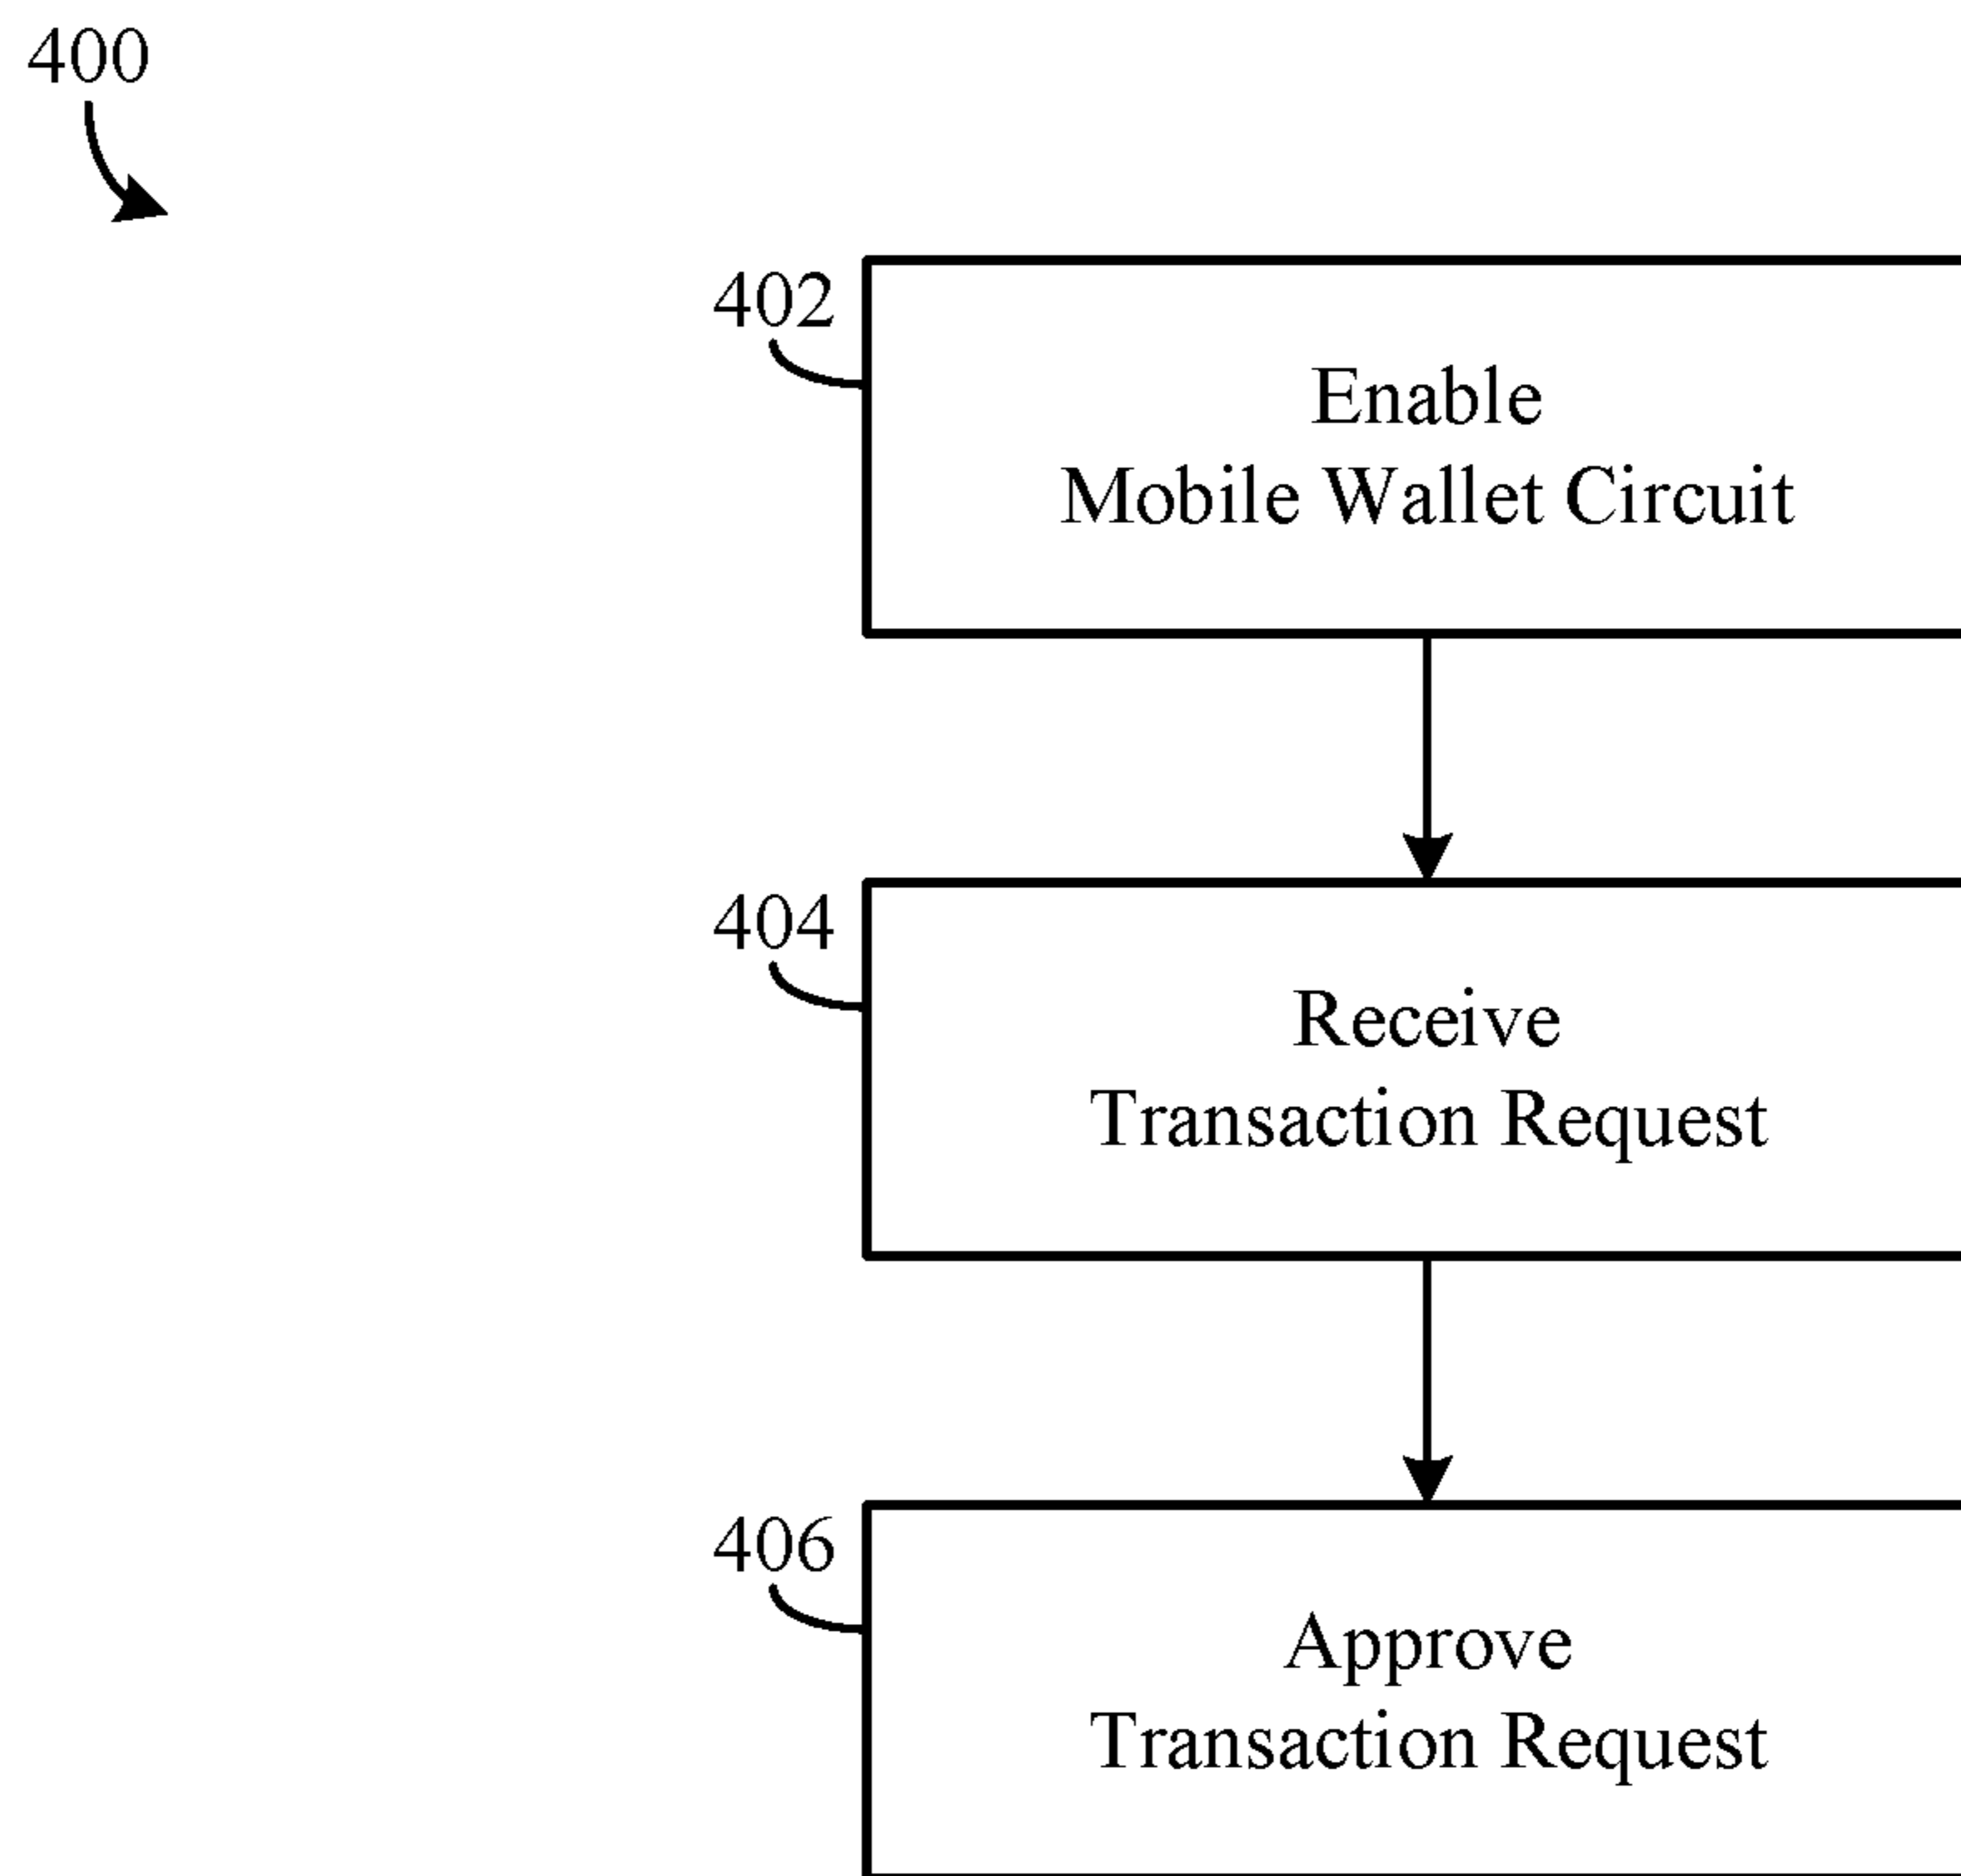 400
402
Enable
Mobile Wallet Circuit
404
Receive
Transaction Request
406
Approve
Transaction Request